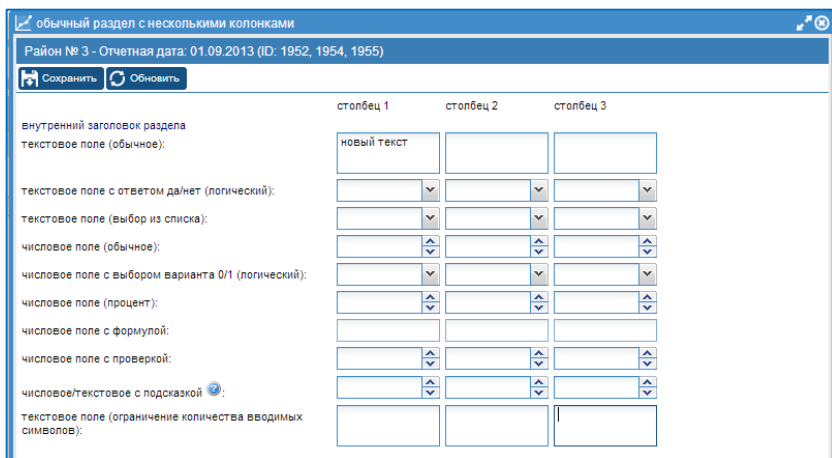 обычный раздел с несколькими колонками
Район № 3 - Отчетная дата: 01.09.2013 (ID: 1952, 1954, 1955)
Сохранить Обновить
столбец 1 столбец 2 столбец 3
внутренний заголовок раздела
текстовое поле (обычное): новый текст
текстовое поле с ответом да/нет (логический):
текстовое поле (выбор из списка):
числовое поле (обычное):
числовое поле с выбором варианта 0/1 (логический):
числовое поле (процент):
числовое поле с формулой:
числовое поле с проверкой:
числовое/текстовое с подсказкой ?:
текстовое поле (ограничение количества вводимых
символов):